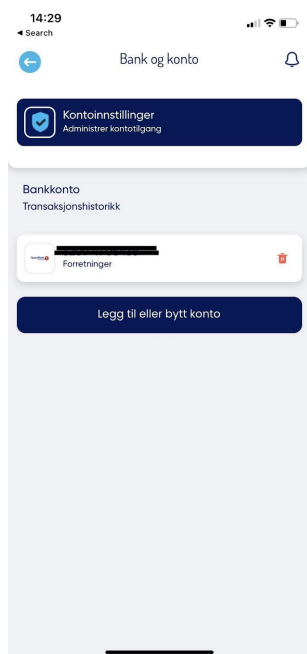 14:29
◄ Search
Bank og konto
Kontoinnstillinger
Administrer kontotilgang
Bankkonto
Transaksjonshistorikk
Forretninger
Legg til eller bytt konto